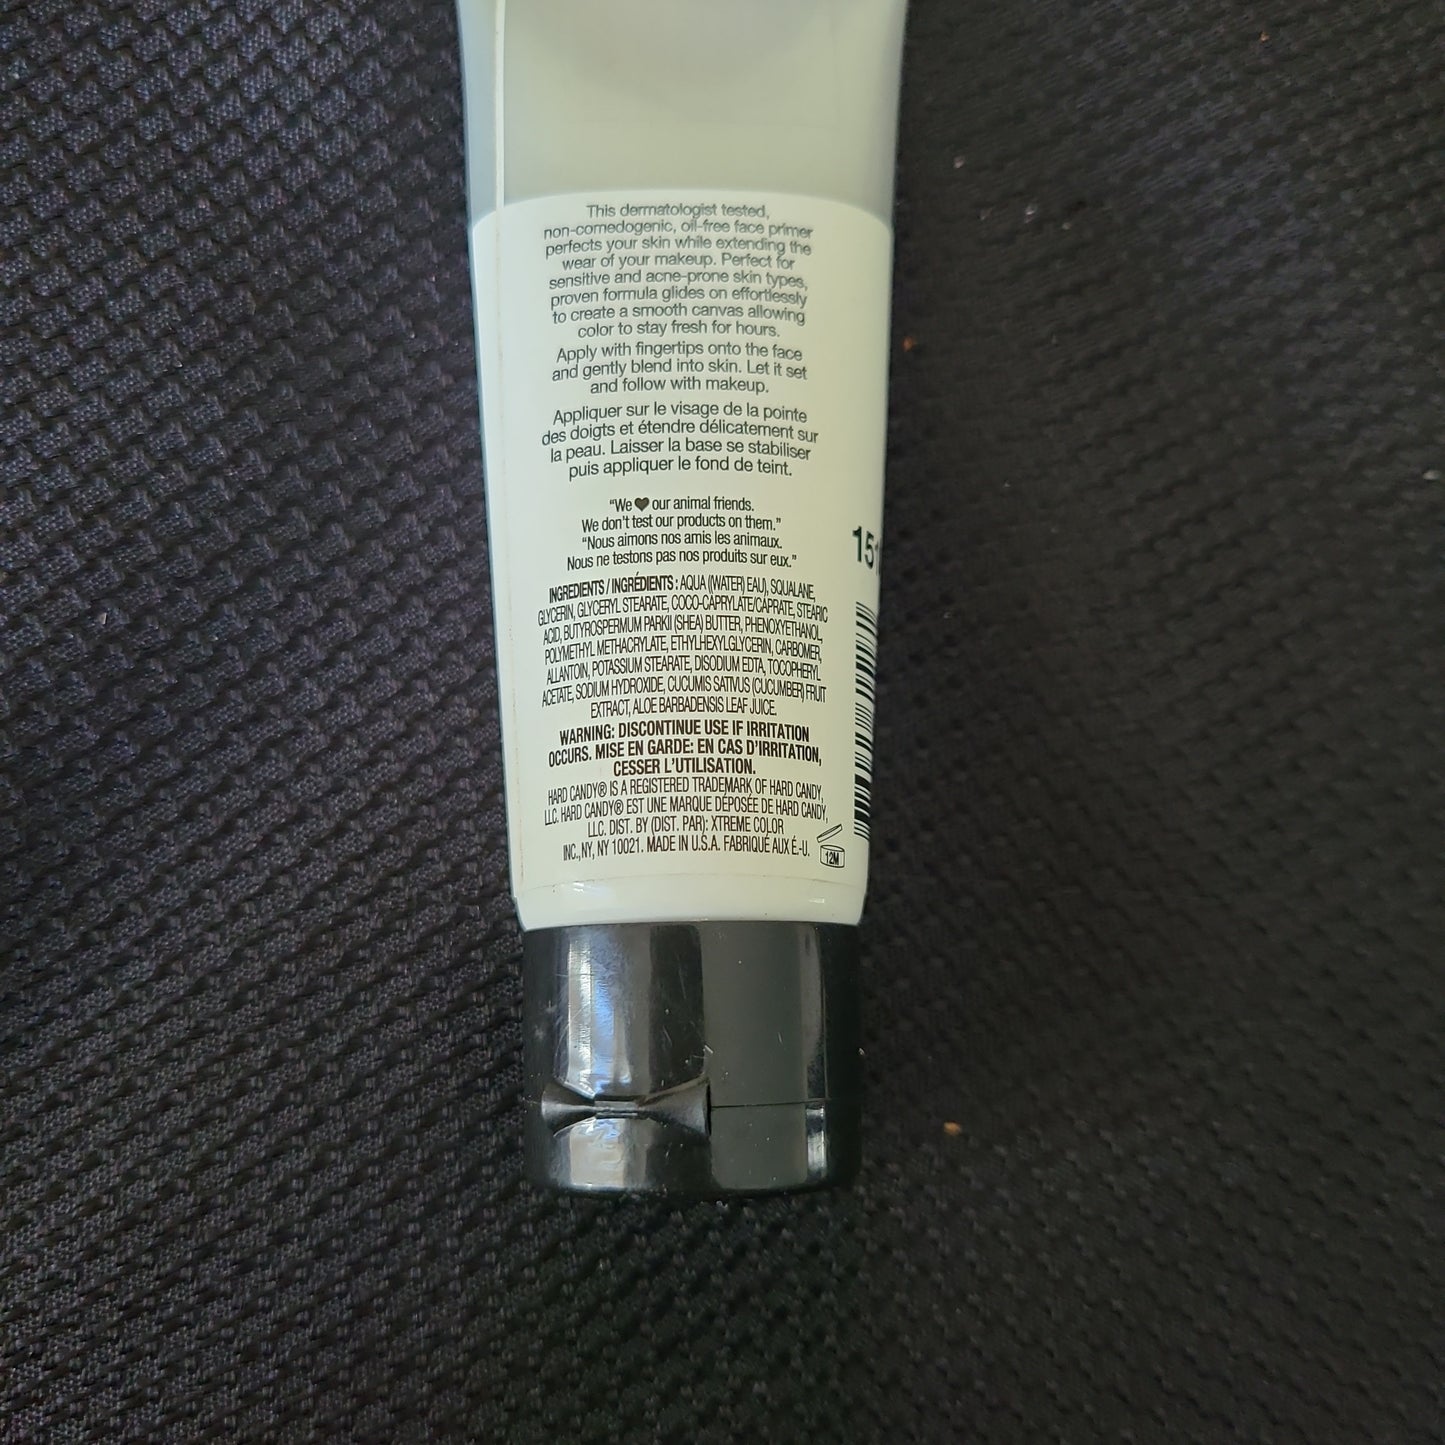 This dermatologist tested,
non-comedogenic, oil-free face primer
perfects your skin while extending the
wear of your makeup. Perfect for
sensitive and acne-prone skin types,
proven formula glides on effortlessly
to create a smooth canvas allowing
color to stay fresh for hours.
Apply with fingertips onto the face
and gently blend into skin. Let it set
and follow with makeup.
Appliquer sur le visage de la pointe
des doigts et étendre délicatement sur
la peau. Laisser la base se stabiliser
puis appliquer le fond de teint.
“We ♥ our animal friends.
We don't test our products on them.”
“Nous aimons nos amis les animaux.
Nous ne testons pas nos produits sur eux.”
INGREDIENTS / INGRÉDIENTS : AQUA ((WATER) EAU), SQUALANE,
GLYCERIN, GLYCERYL STEARATE, COCO-CAPRYLATE/CAPRATE, STEARIC
ACID, BUTYROSPERMUM PARKII (SHEA) BUTTER, PHENOXYETHANOL,
POLYMETHYL METHACRYLATE, ETHYLHEXYLGLYCERIN, CARBOMER,
ALLANTOIN, POTASSIUM STEARATE, DISODIUM EDTA, TOCOPHERYL
ACETATE, SODIUM HYDROXIDE, CUCUMIS SATIVUS (CUCUMBER) FRUIT
EXTRACT, ALOE BARBADENSIS LEAF JUICE.
WARNING: DISCONTINUE USE IF IRRITATION
OCCURS. MISE EN GARDE: EN CAS D'IRRITATION,
CESSER L'UTILISATION.
HARD CANDY® IS A REGISTERED TRADEMARK OF HARD CANDY,
LLC. HARD CANDY® EST UNE MARQUE DÉPOSÉE DE HARD CANDY,
LLC. DIST. BY (DIST. PAR): XTREME COLOR
INC.,NY, NY 10021. MADE IN U.S.A. FABRIQUÉ AUX É.-U.
12M